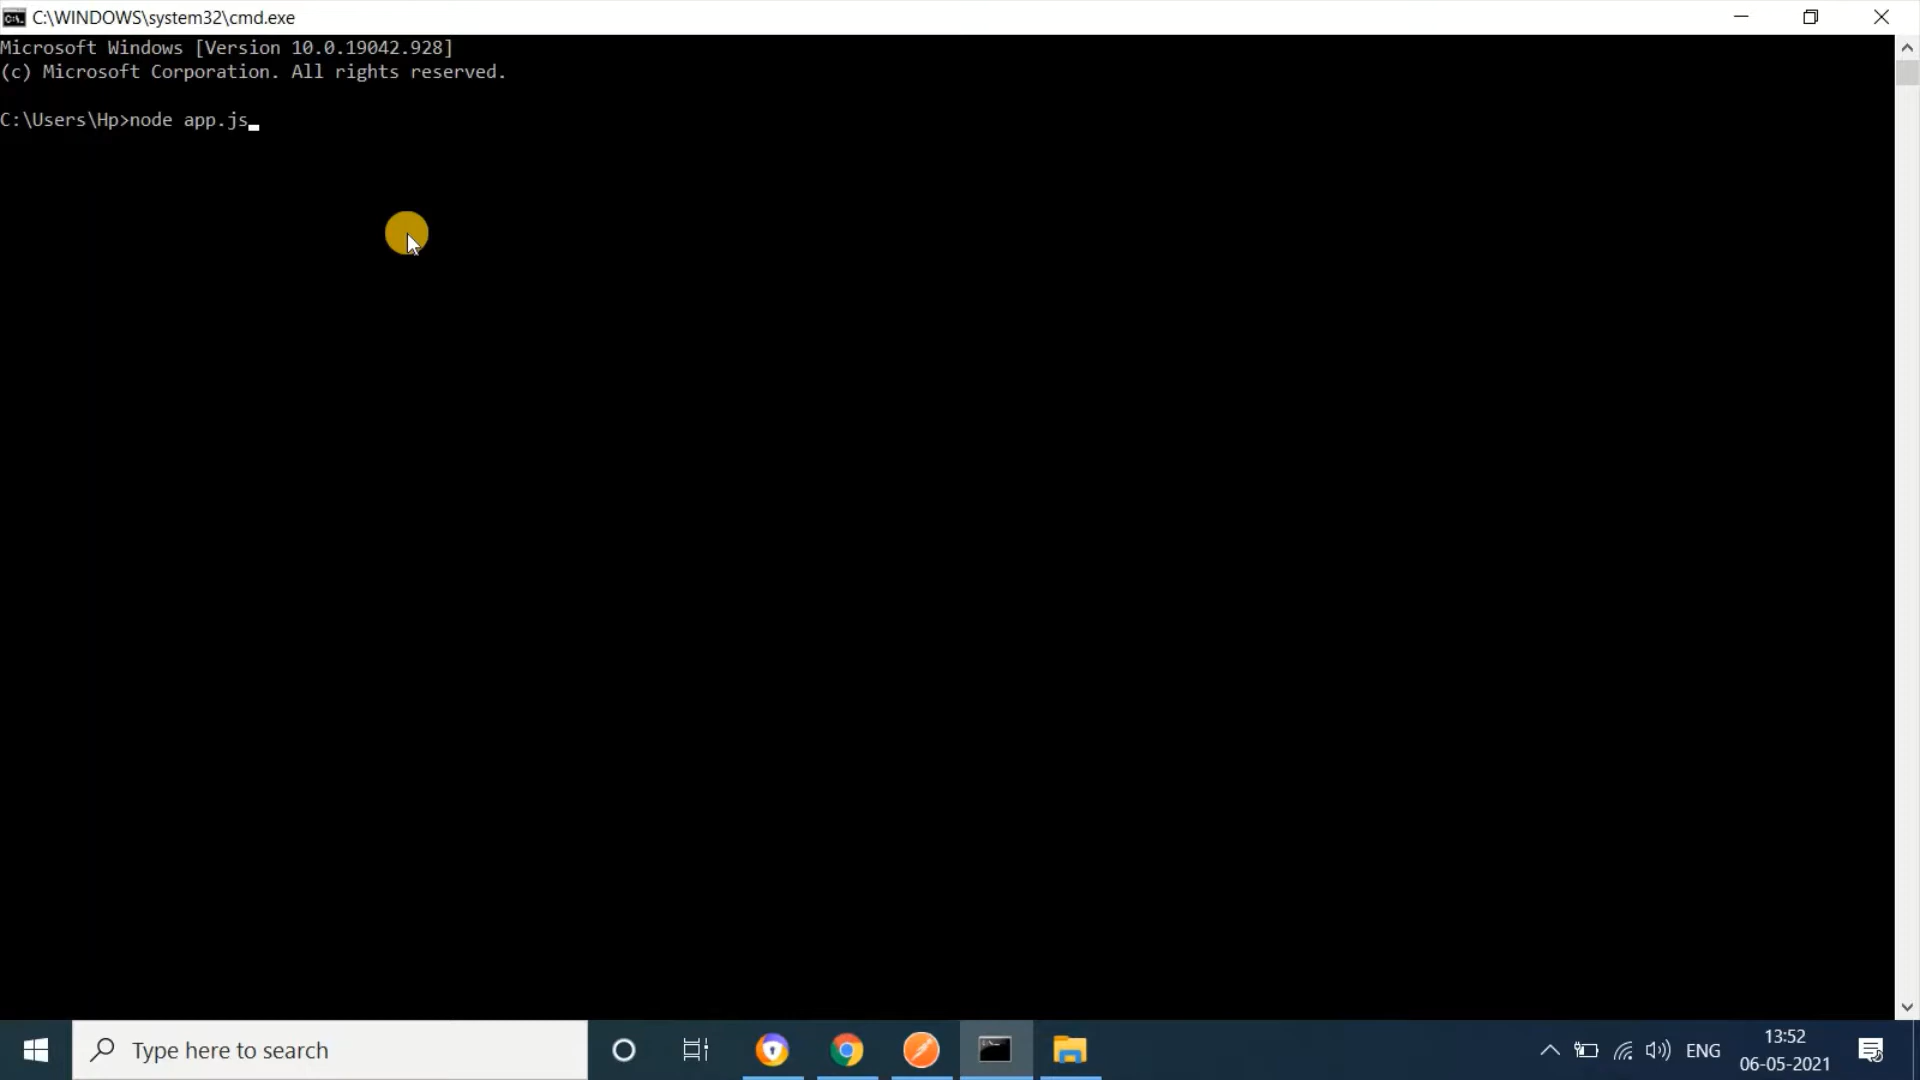 C:\WINDOWS\system32\cmd.exe
Microsoft Windows [Version 10.0.19042.928]
(c) Microsoft Corporation. All rights reserved.
C:\Users\Hp>node app.js
Type here to search
ENG
13:52
06-05-2021